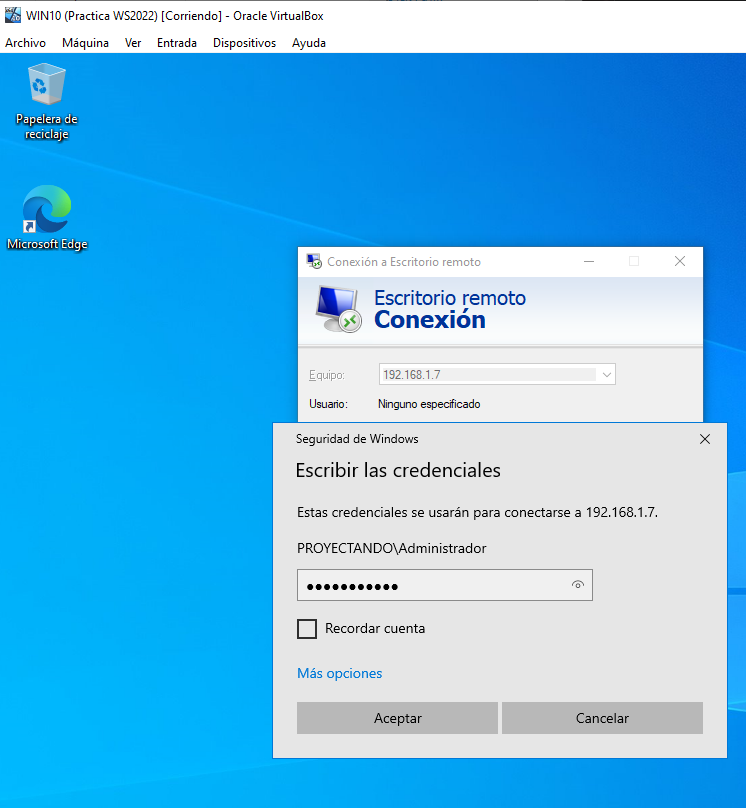 WIN10 (Practica WS2022) [Corriendo] - Oracle VirtualBox
Archivo Máquina Ver Entrada Dispositivos Ayuda
Papelera de
reciclaje
Microsoft Edge
Conexión a Escritorio remoto
Escritorio remoto
Conexión
Equipo: 192.168.1.7
Usuario: Ninguno especificado
Seguridad de Windows
Escribir las credenciales
Estas credenciales se usarán para conectarse a 192.168.1.7.
PROYECTANDO\Administrador
●●●●●●●●●●●
Recordar cuenta
Más opciones
Aceptar Cancelar